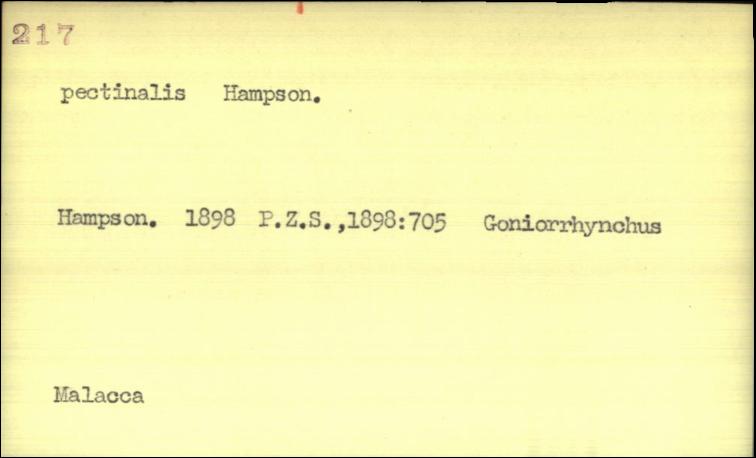 217
pectinalis Hampson.
Hampson. 1898 P.Z.S.,1898:705 Goniorrhynchus
Malacca